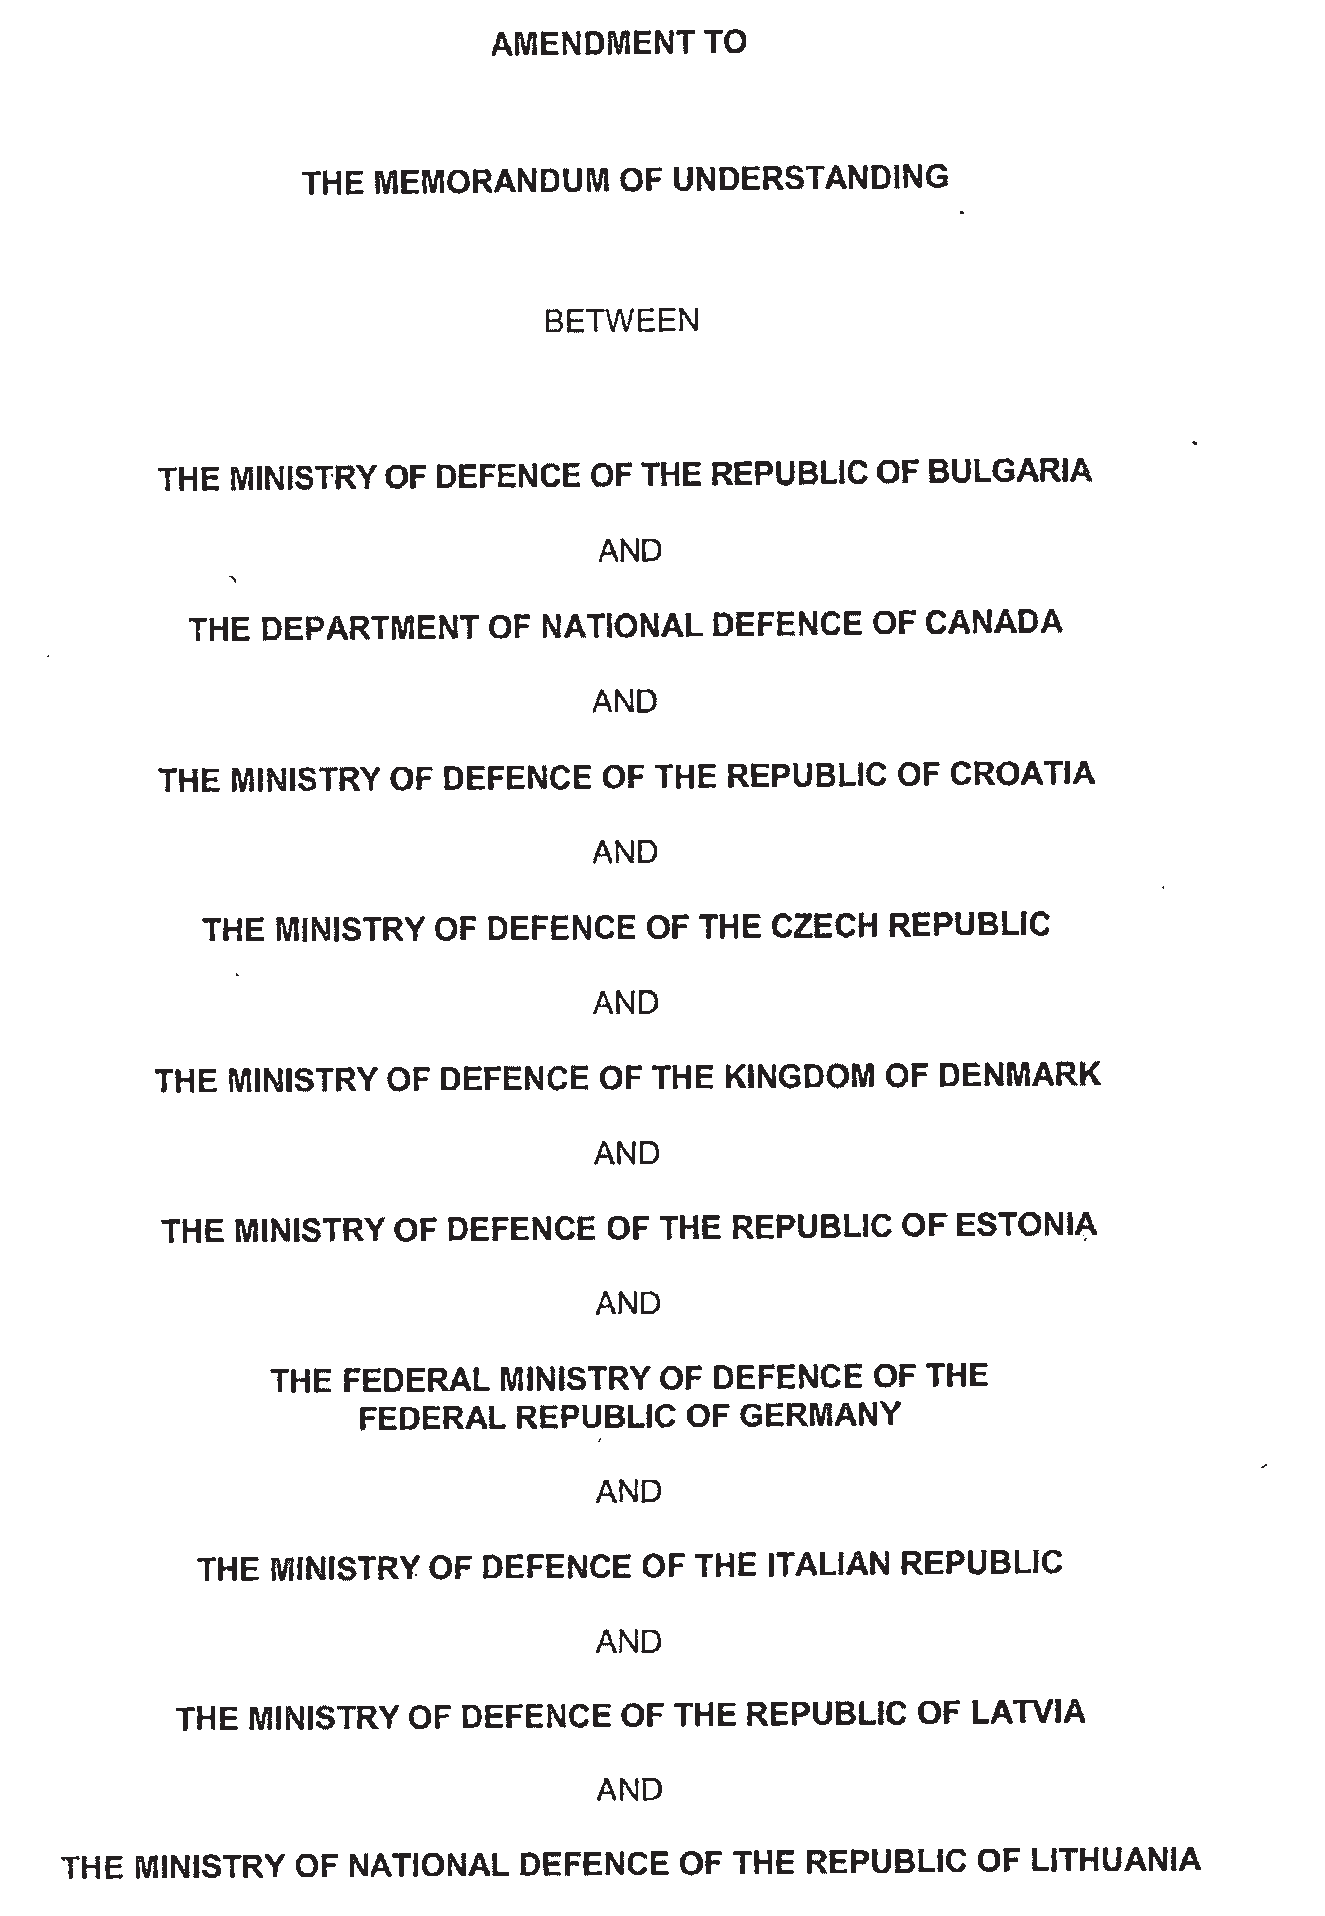 AMENDMENT TO
THE MEMORANDUM OF UNDERSTANDING
BETWEEN
THE MINISTRY OF DEFENCE OF THE REPUBLIC OF BULGARIA
AND
THE DEPARTMENT OF NATIONAL DEFENCE OF CANADA
AND
THE MINISTRY OF DEFENCE OF THE REPUBLIC OF CROATIA
AND
THE MINISTRY OF DEFENCE OF THE CZECH REPUBLIC
AND
THE MINISTRY OF DEFENCE OF THE KINGDOM OF DENMARK
AND
THE MINISTRY OF DEFENCE OF THE REPUBLIC OF ESTONIA
AND
THE FEDERAL MINISTRY OF DEFENCE OF THE
FEDERAL REPUBLIC OF GERMANY
AND
THE MINISTRY OF DEFENCE OF THE ITALIAN REPUBLIC
AND
THE MINISTRY OF DEFENCE OF THE REPUBLIC OF LATVIA
AND
THE MINISTRY OF NATIONAL DEFENCE OF THE REPUBLIC OF LITHUANIA